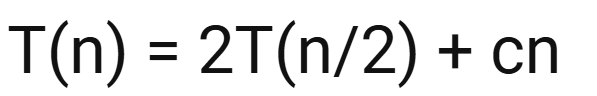 T(n) = 2T(n/2) + cn